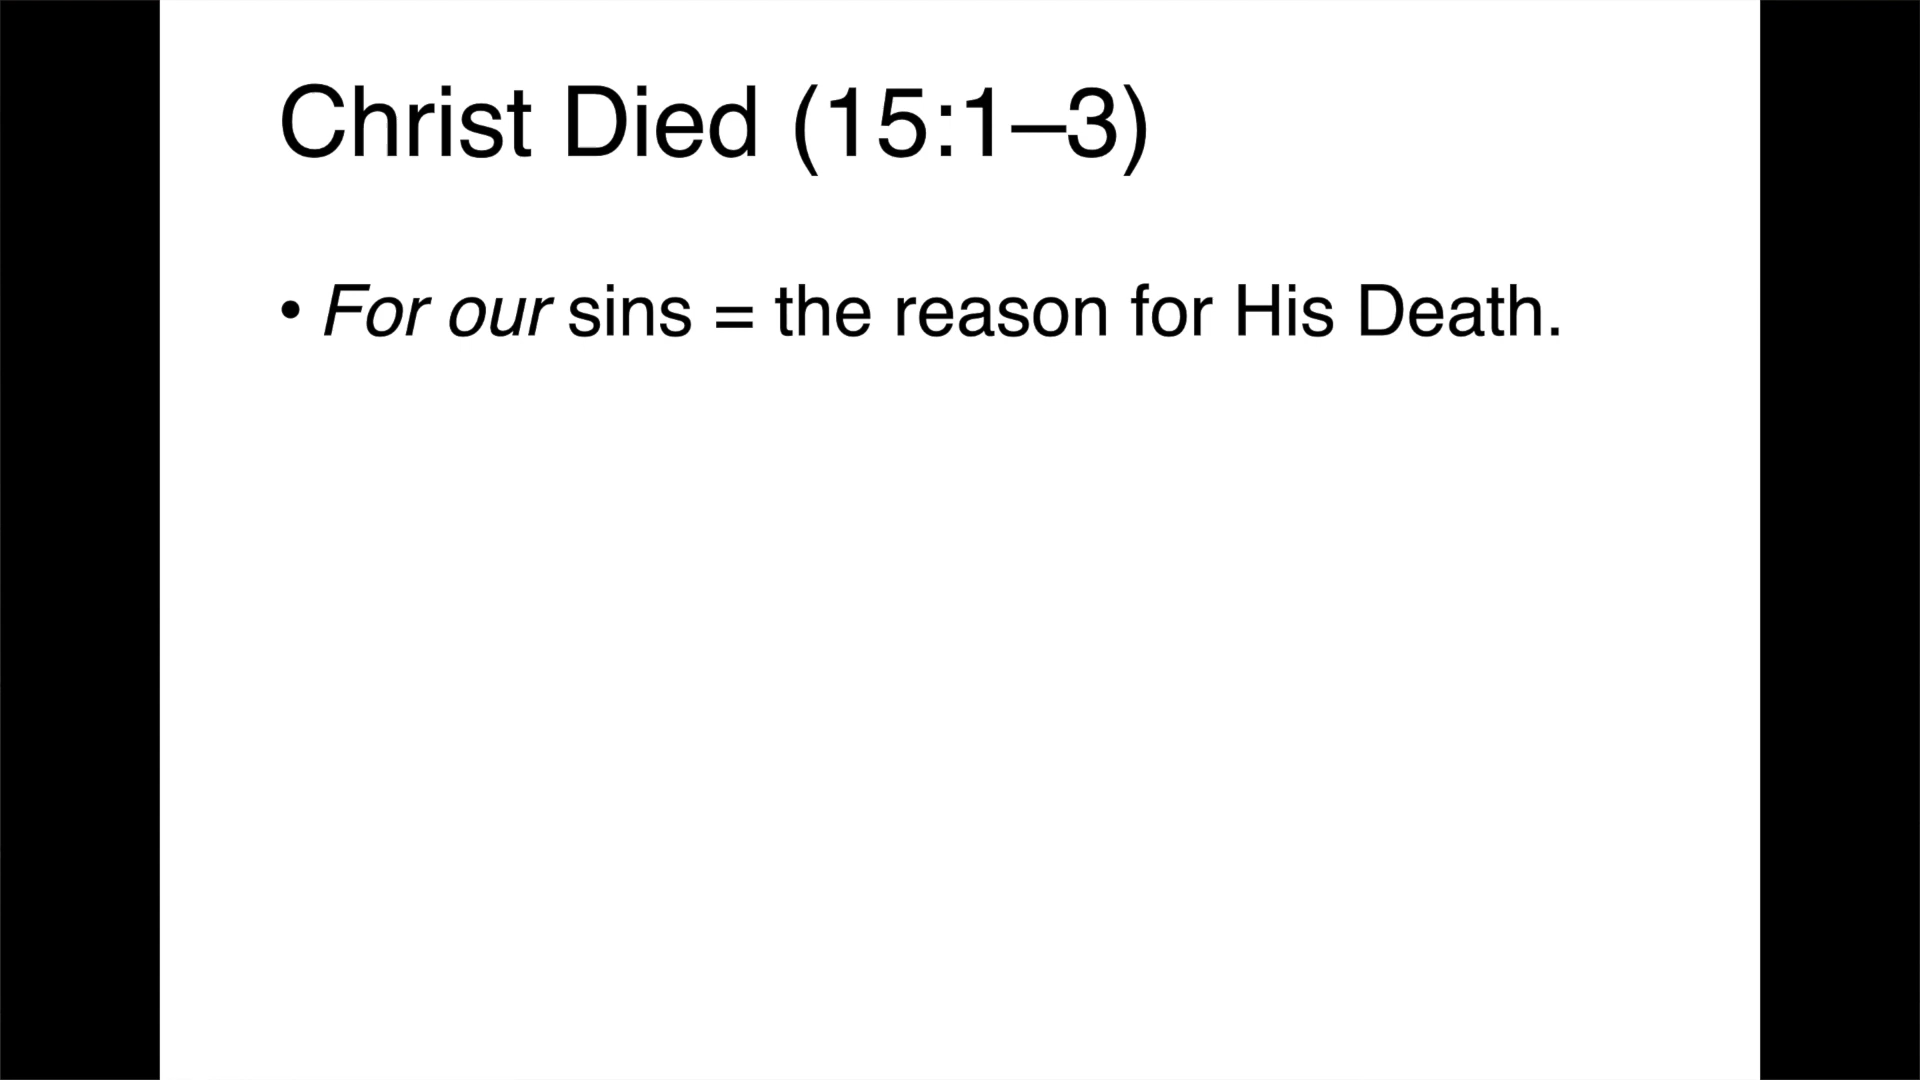 Christ Died (15:1–3)
• For our sins = the reason for His Death.